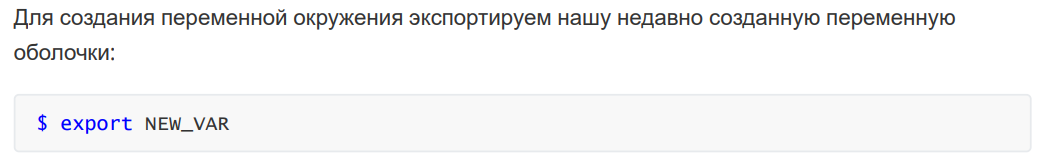 Для создания переменной окружения экспортируем нашу недавно созданную переменную
оболочки:
$ export NEW_VAR